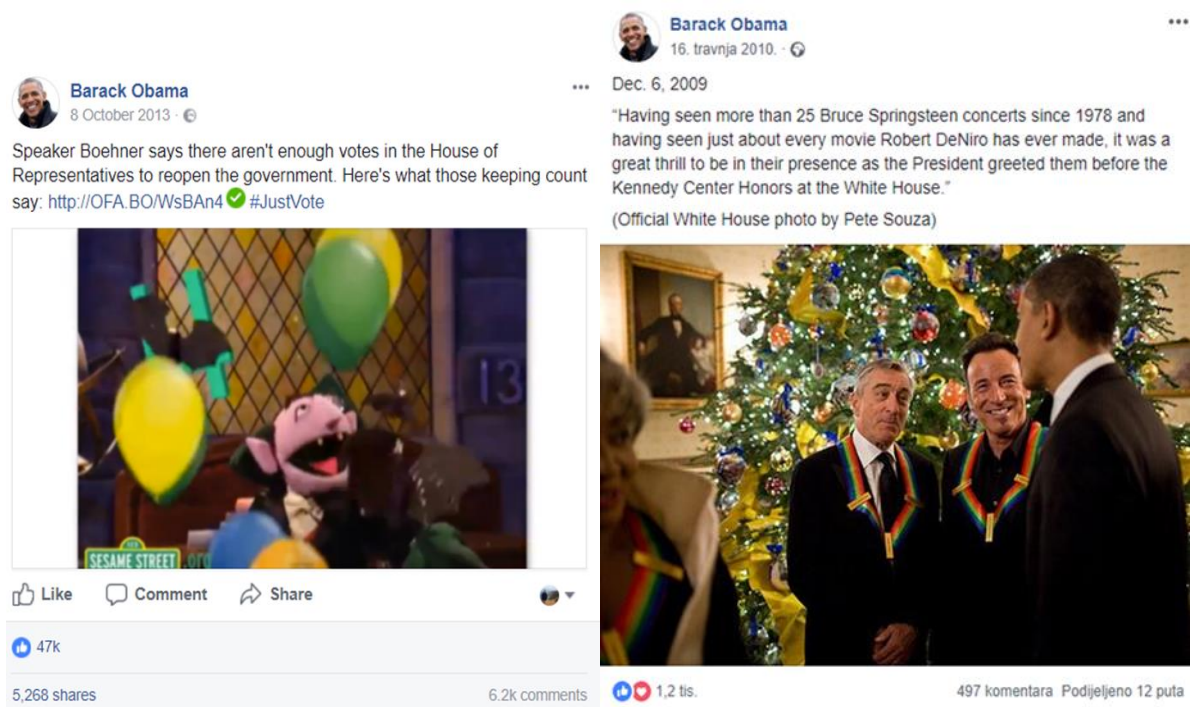 Barack Obama
8 October 2013 ·
Speaker Boehner says there aren't enough votes in the House of
Representatives to reopen the government. Here's what those keeping count
say: http://OFA.BO/WsBAn4 #JustVote
13
SESAME STREET .org
Like Comment Share
47k
5,268 shares 6.2k comments
Barack Obama
16. travnja 2010. ·
Dec. 6, 2009
“Having seen more than 25 Bruce Springsteen concerts since 1978 and
having seen just about every movie Robert DeNiro has ever made, it was a
great thrill to be in their presence as the President greeted them before the
Kennedy Center Honors at the White House.”
(Official White House photo by Pete Souza)
1,2 tis. 497 komentara Podijeljeno 12 puta